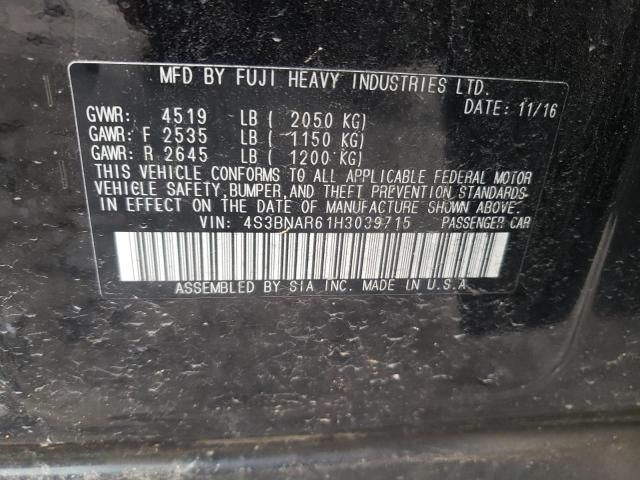 MFD BY FUJI HEAVY INDUSTRIES LTD.
DATE: 11/16
GVWR: 4519 LB ( 2050 KG)
GAWR: F 2535 LB ( 1150 KG)
GAWR: R 2645 LB ( 1200 KG)
THIS VEHICLE CONFORMS TO ALL APPLICABLE FEDERAL MOTOR
VEHICLE SAFETY, BUMPER, AND THEFT PREVENTION STANDARDS
IN EFFECT ON THE DATE OF MANUFACTURE SHOWN ABOVE.
VIN: 4S3BNAR61H3039715 PASSENGER CAR
ASSEMBLED BY SIA INC. MADE IN U.S.A